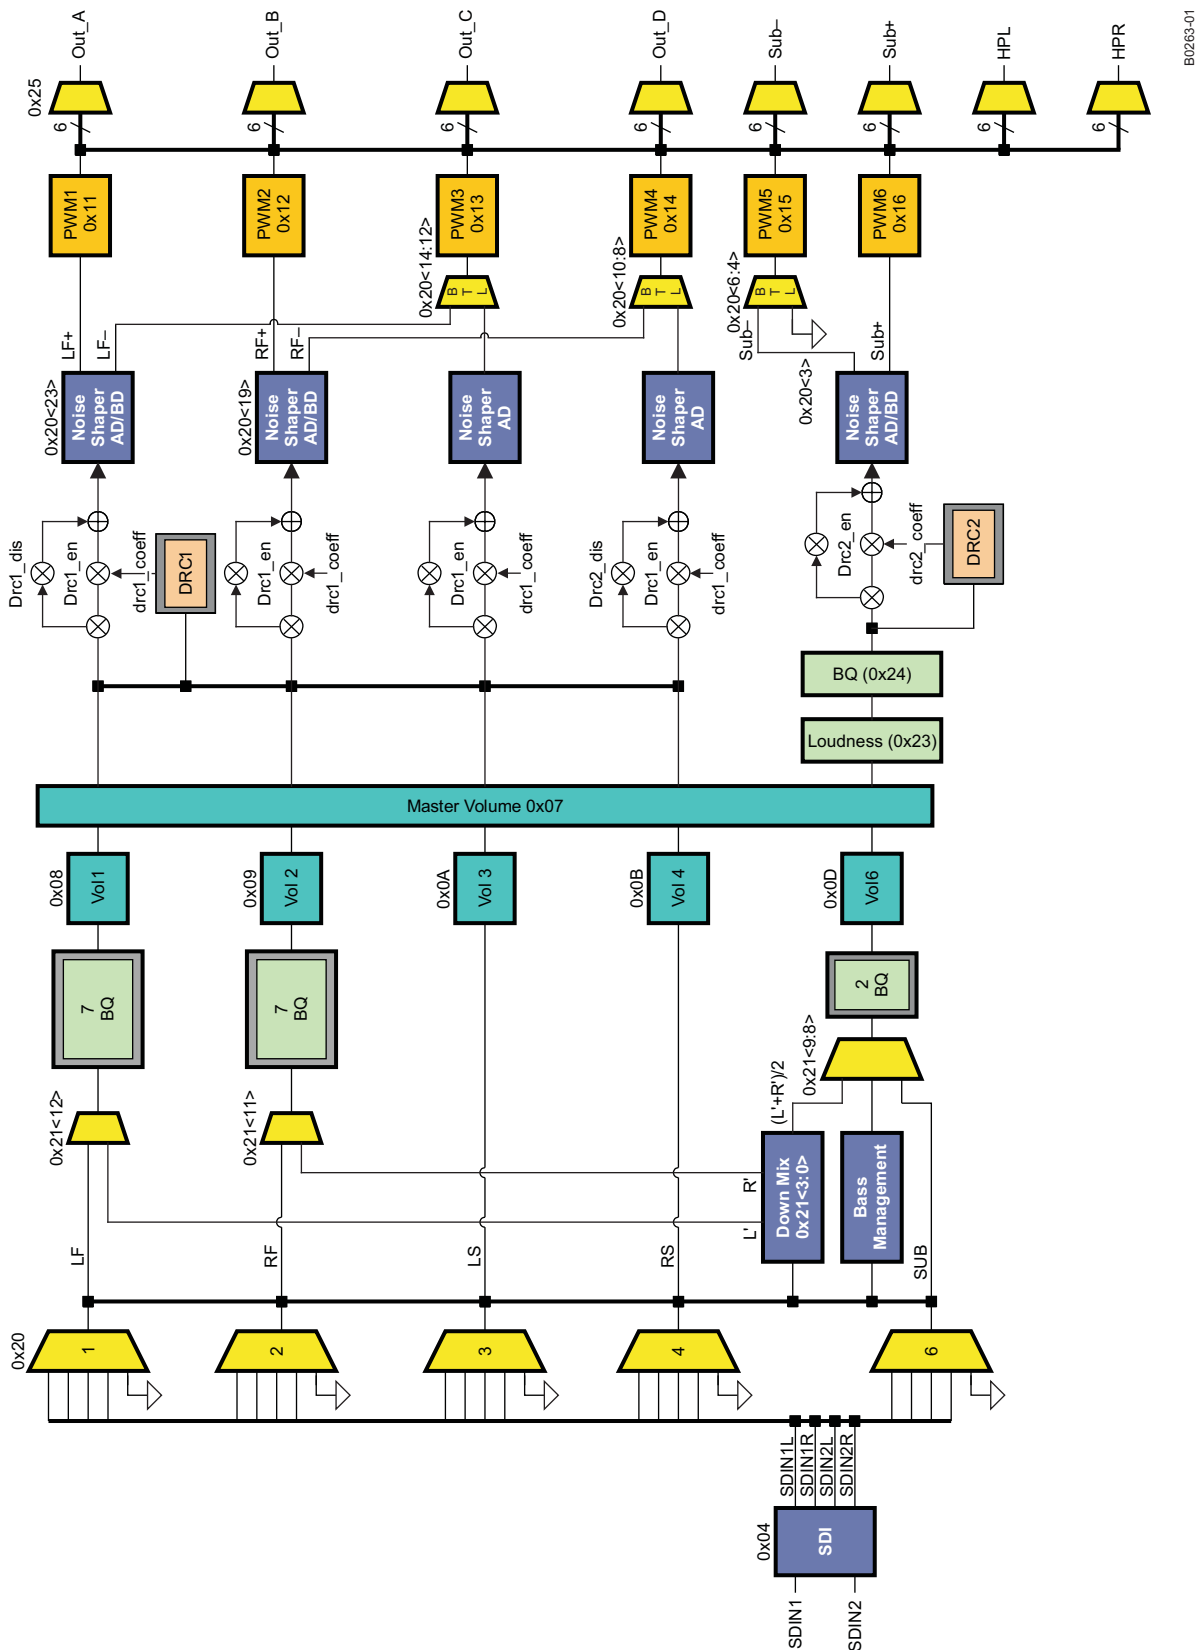 B0263-01
SDIN1
SDIN2
0x04
SDI
SDIN1L
SDIN1R
SDIN2L
SDIN2R
0x20
1
2
3
4
6
LF
RF
LS
RS
SUB
L'
R'
Down Mix
0x21<3:0>
Bass
Management
(L'+R')/2
0x21<12>
0x21<11>
0x21<9:8>
7
BQ
7
BQ
2
BQ
0x08
Vol1
0x09
Vol 2
0x0A
Vol 3
0x0B
Vol 4
0x0D
Vol6
Master Volume 0x07
Loudness (0x23)
BQ (0x24)
Drc1_dis
Drc1_en
drc1_coeff
DRC1
Drc1_en
drc1_coeff
drc1_coeff
Drc2_dis
drc1_coeff
Drc2_en
drc2_coeff
DRC2
0x20<23>
Noise
Shaper
AD/BD
0x20<19>
Noise
Shaper
AD/BD
Noise
Shaper
AD
Noise
Shaper
AD
0x20<3>
Noise
Shaper
AD/BD
LF+
LF–
RF+
RF–
Sub–
Sub+
0x20<14:12>
B
T
L
0x20<10:8>
B
T
L
0x20<6:4>
B
T
L
PWM1
0x11
PWM2
0x12
PWM3
0x13
PWM4
0x14
PWM5
0x15
PWM6
0x16
0x25
6
6
6
6
6
6
6
6
Out_A
Out_B
Out_C
Out_D
Sub–
Sub+
HPL
HPR